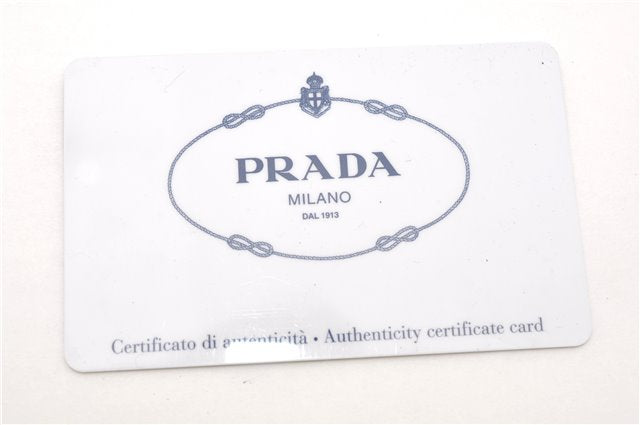 PRADA
MILANO
DAL 1913
Certificato di autenticità • Authenticity certificate card